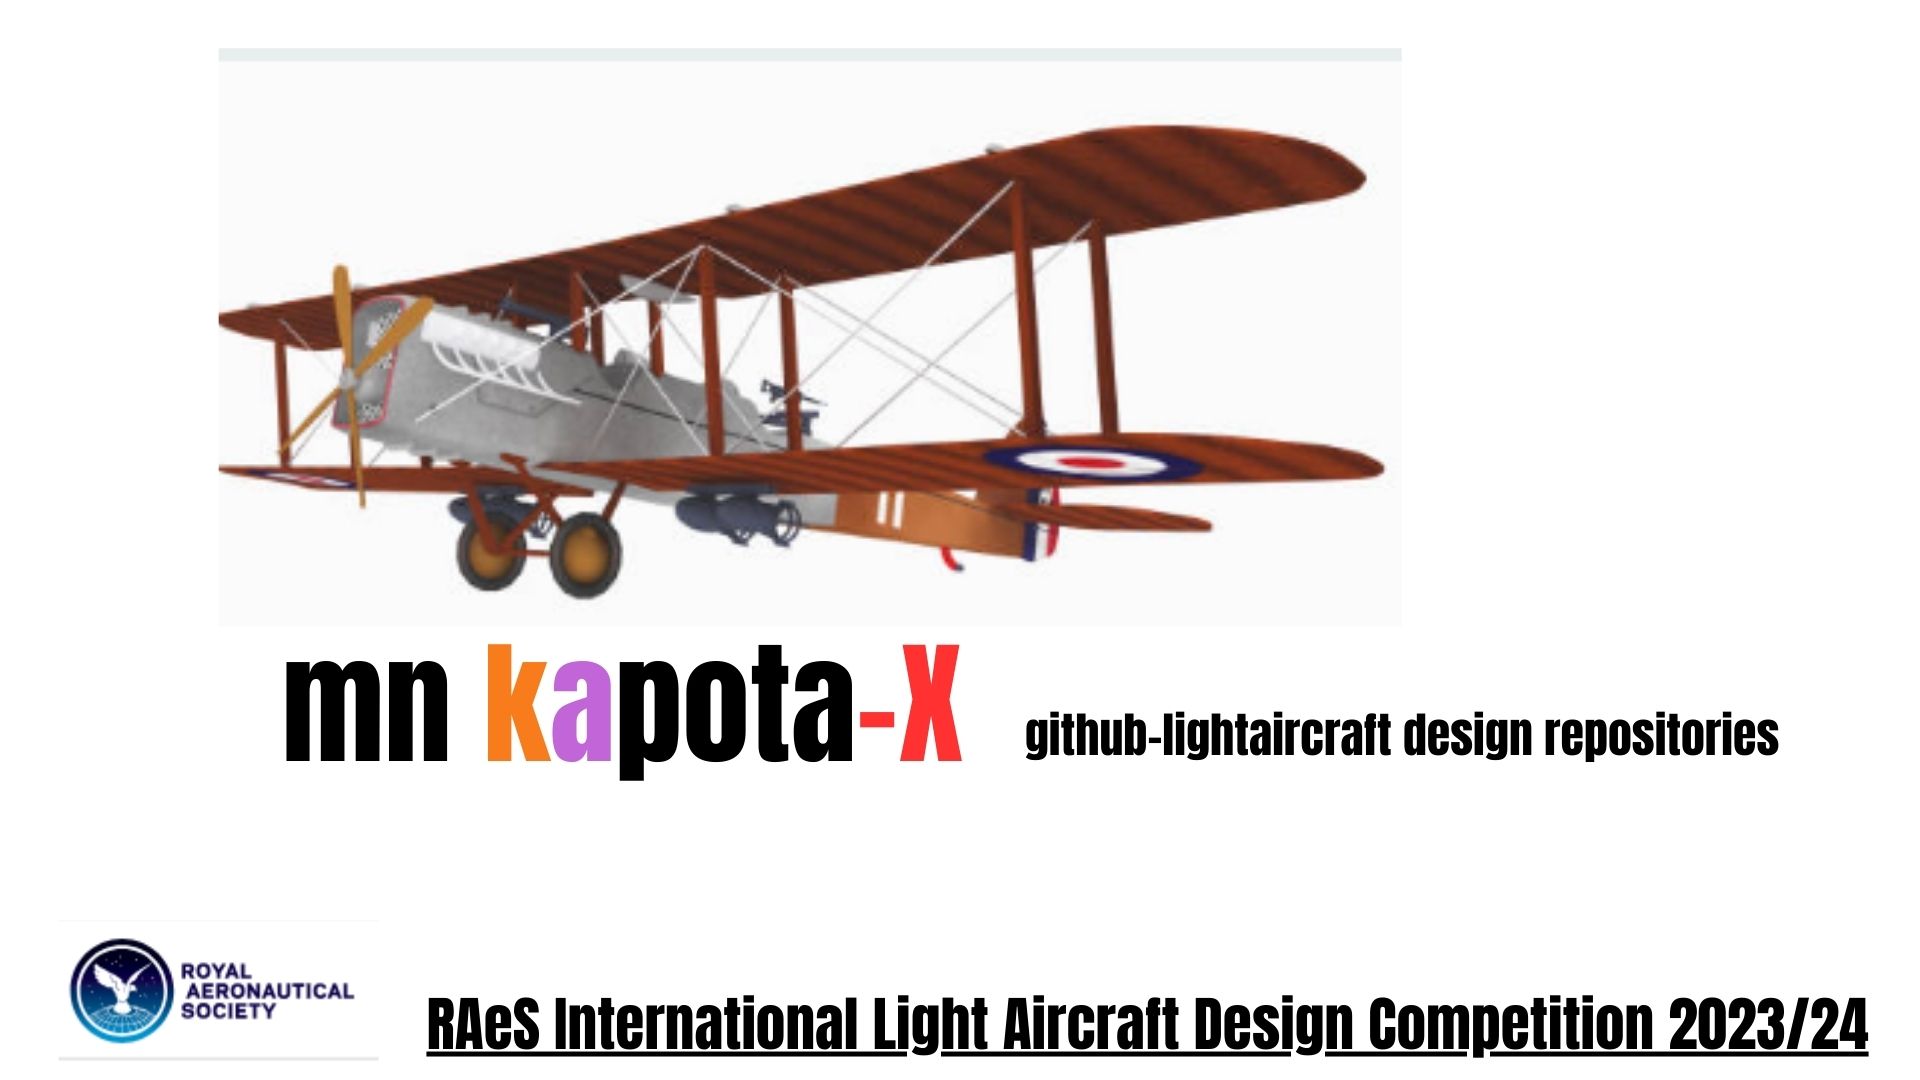 mn kapota-X
github-lightaircraft design repositories
ROYAL
AERONAUTICAL
SOCIETY
RAeS International Light Aircraft Design Competition 2023/24